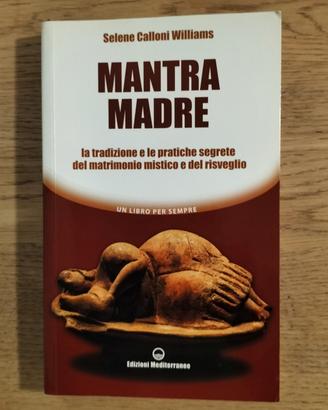 Selene Calloni Williams
MANTRA
MADRE
la tradizione e le pratiche segrete
del matrimonio mistico e del risveglio
UN LIBRO PER SEMPRE
Edizioni Mediterranee